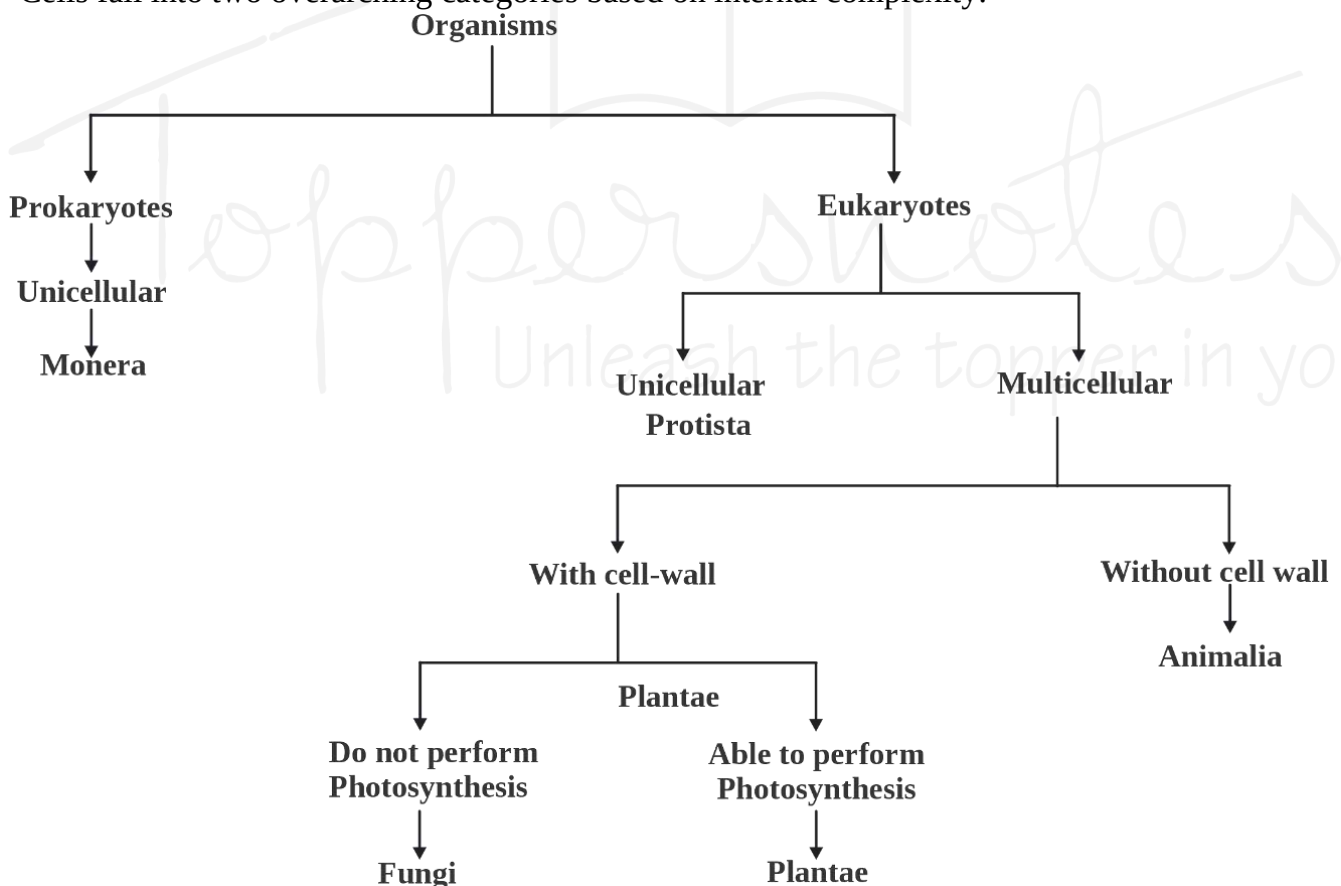 Cells fall into two overarching categories based on internal complexity:
Organisms
Prokaryotes
Eukaryotes
Unicellular
Monera
Unicellular
Protista
Multicellular
With cell-wall
Without cell wall
Animalia
Plantae
Do not perform
Photosynthesis
Able to perform
Photosynthesis
Fungi
Plantae
Toppersnotes
Unleash the topper in yo